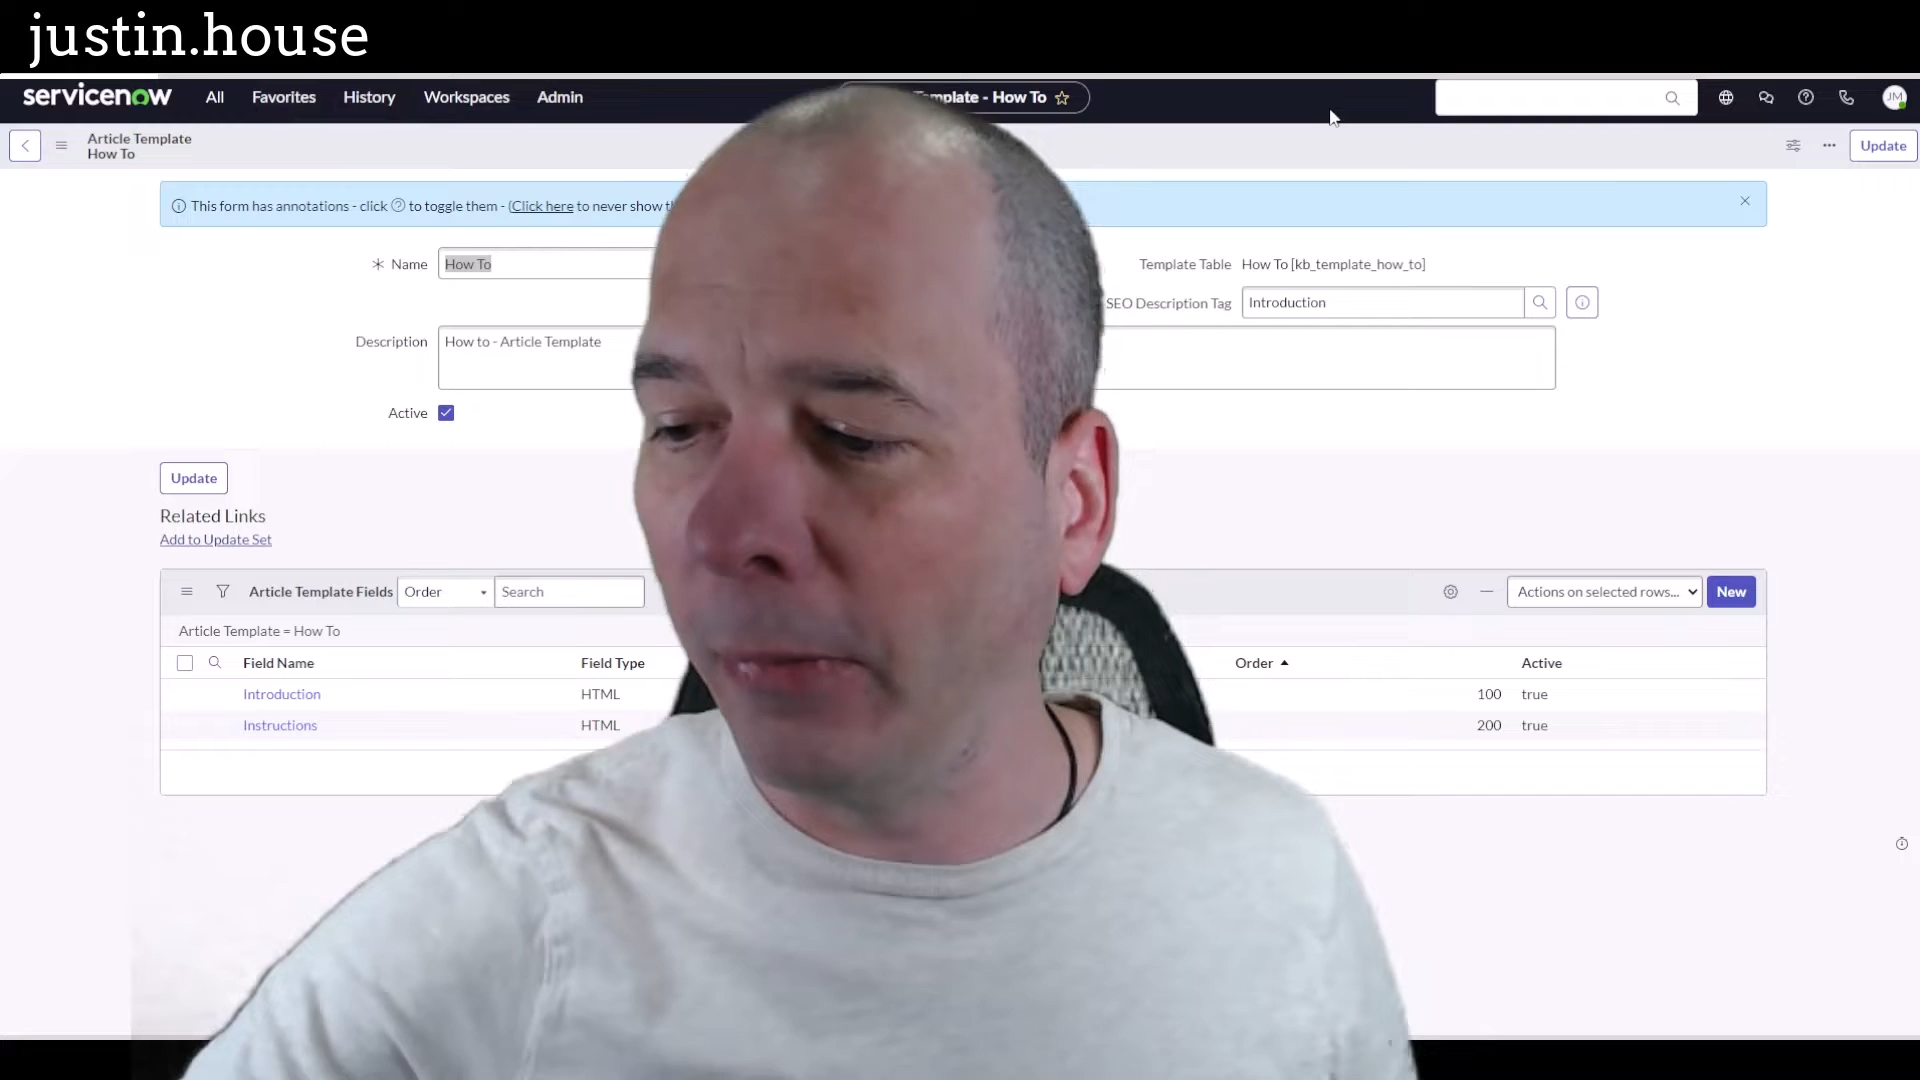 justin.house
servicenow All Favorites History Workspaces Admin Template - How To JM
Article Template
How To
Update
This form has annotations - click ? to toggle them - (Click here to never show
Name How To
Template Table How To [kb_template_how_to]
SEO Description Tag Introduction
Description How to - Article Template
Active
Update
Related Links
Add to Update Set
Article Template Fields Order Search Actions on selected rows... New
Article Template = How To
Field Name Field Type Order Active
Introduction HTML 100 true
Instructions HTML 200 true